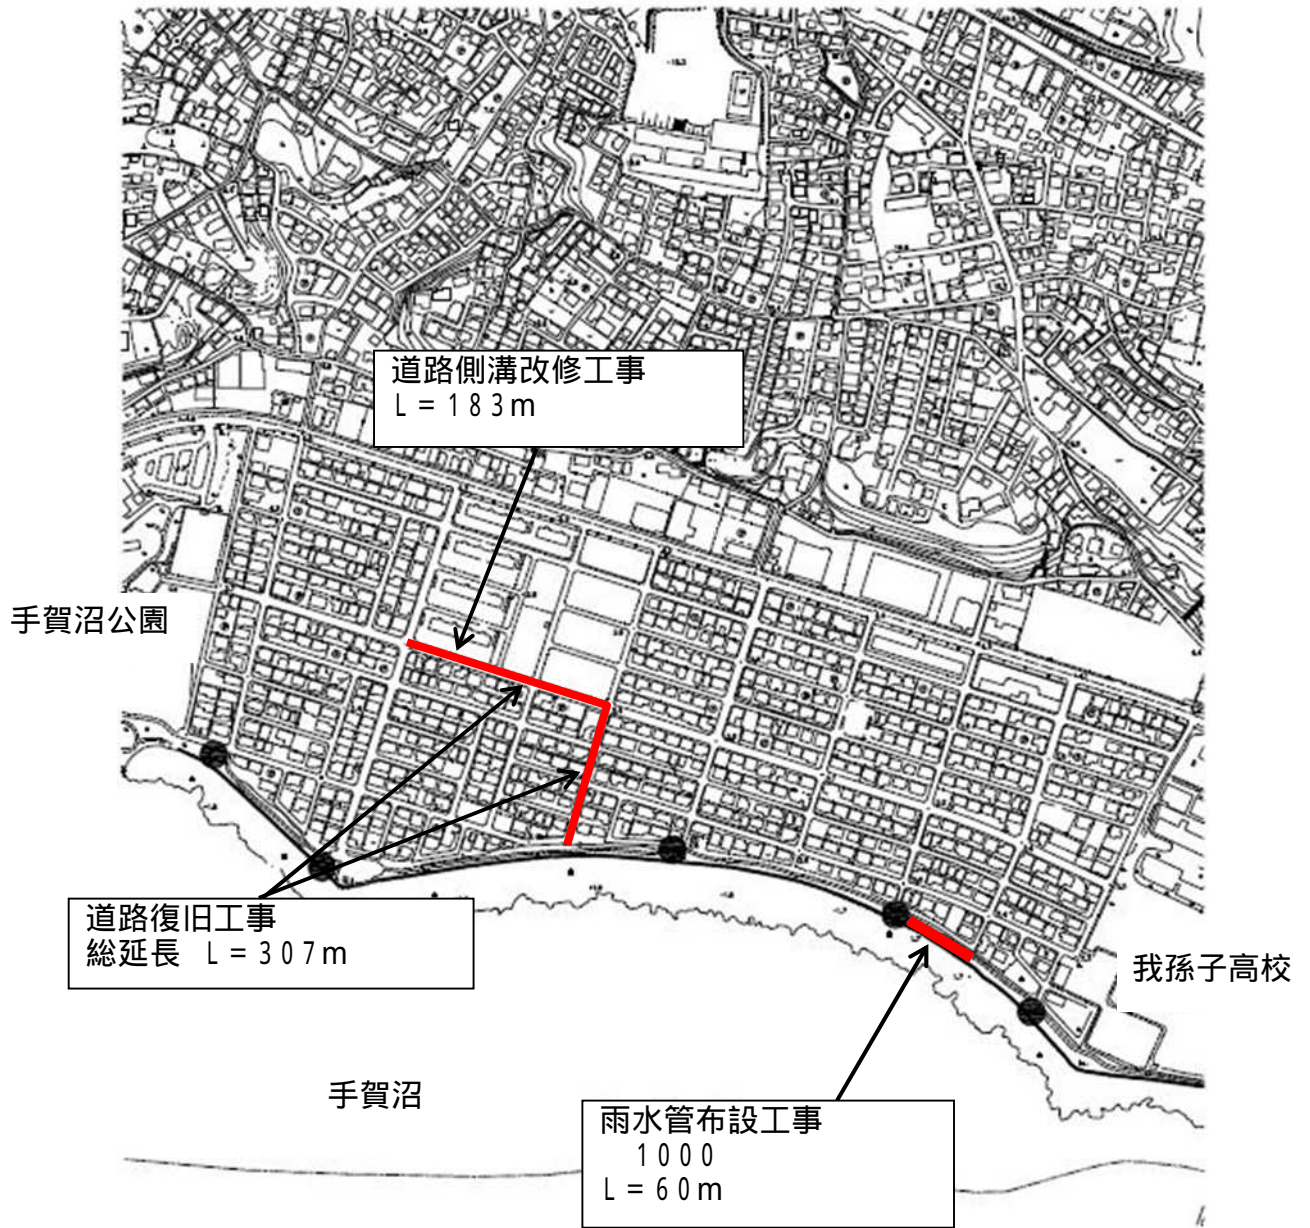 道路側溝改修工事
L=183m
手賀沼公園
道路復旧工事
総延長 L=307m
我孫子高校
手賀沼
雨水管布設工事
1000
L=60m